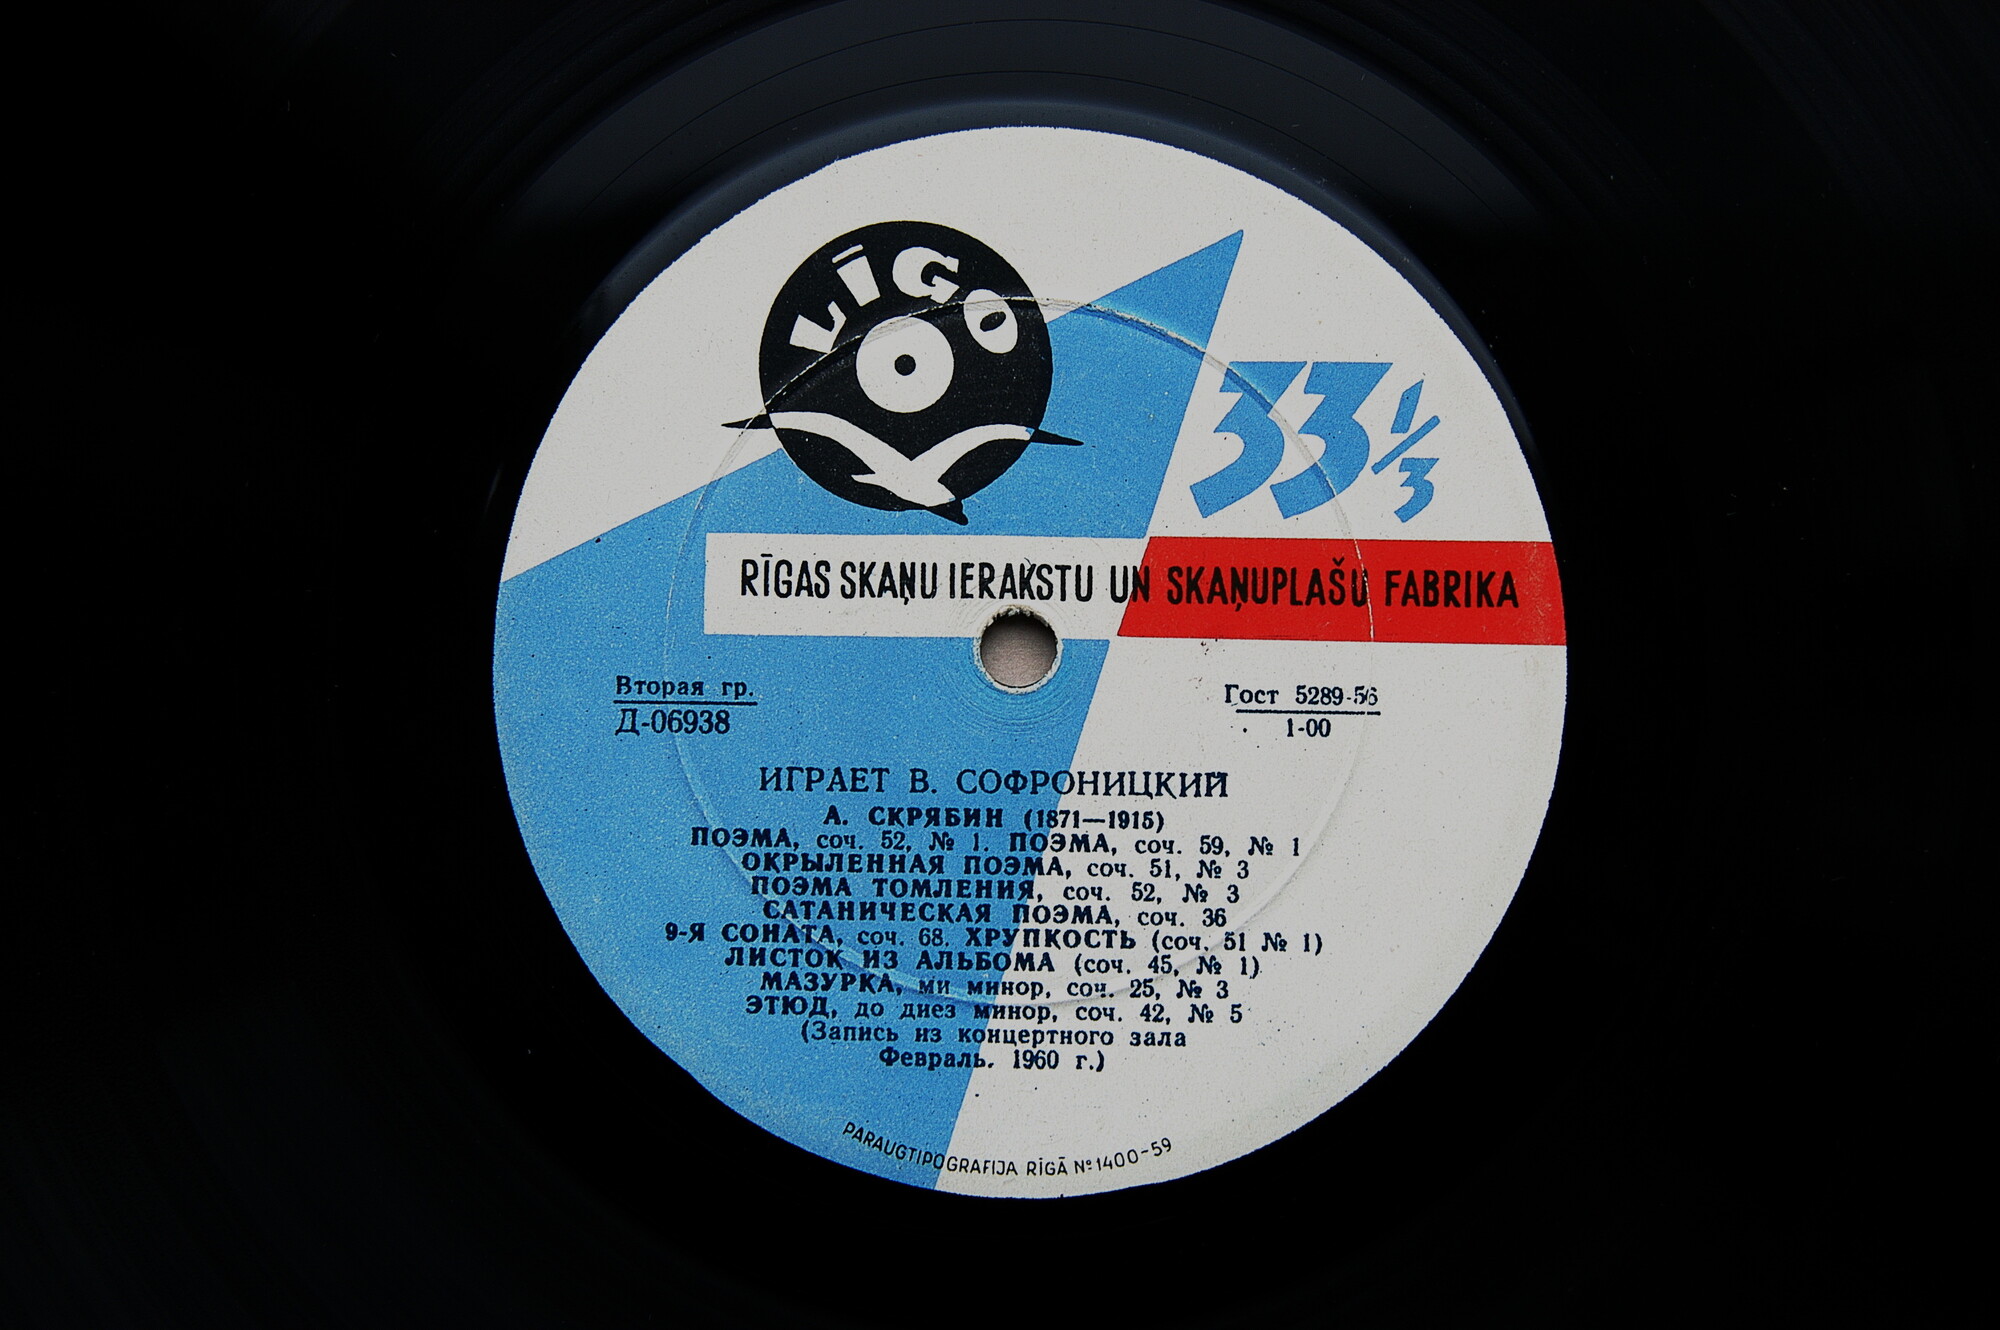 LĪGO
33 1/3
RĪGAS SKAŅU IERAKSTU UN SKAŅUPLAŠU FABRIKA
Вторая гр.
Д-06938
Гост 5289-56
1-00
ИГРАЕТ В. СОФРОНИЦКИЙ
А. СКРЯБИН (1871—1915)
ПОЭМА, соч. 52, № 1. ПОЭМА, соч. 59, № 1
ОКРЫЛЕННАЯ ПОЭМА, соч. 51, № 3
ПОЭМА ТОМЛЕНИЯ, соч. 52, № 3
САТАНИЧЕСКАЯ ПОЭМА, соч. 36
9-Я СОНАТА, соч. 68. ХРУПКОСТЬ (соч. 51 № 1)
ЛИСТОК ИЗ АЛЬБОМА (соч. 45, № 1)
МАЗУРКА, ми минор, соч. 25, № 3
ЭТЮД, до диез минор, соч. 42, № 5
(Запись из концертного зала
Февраль. 1960 г.)
PARAUGTIPOGRAFIJA RĪGĀ № 1400-59